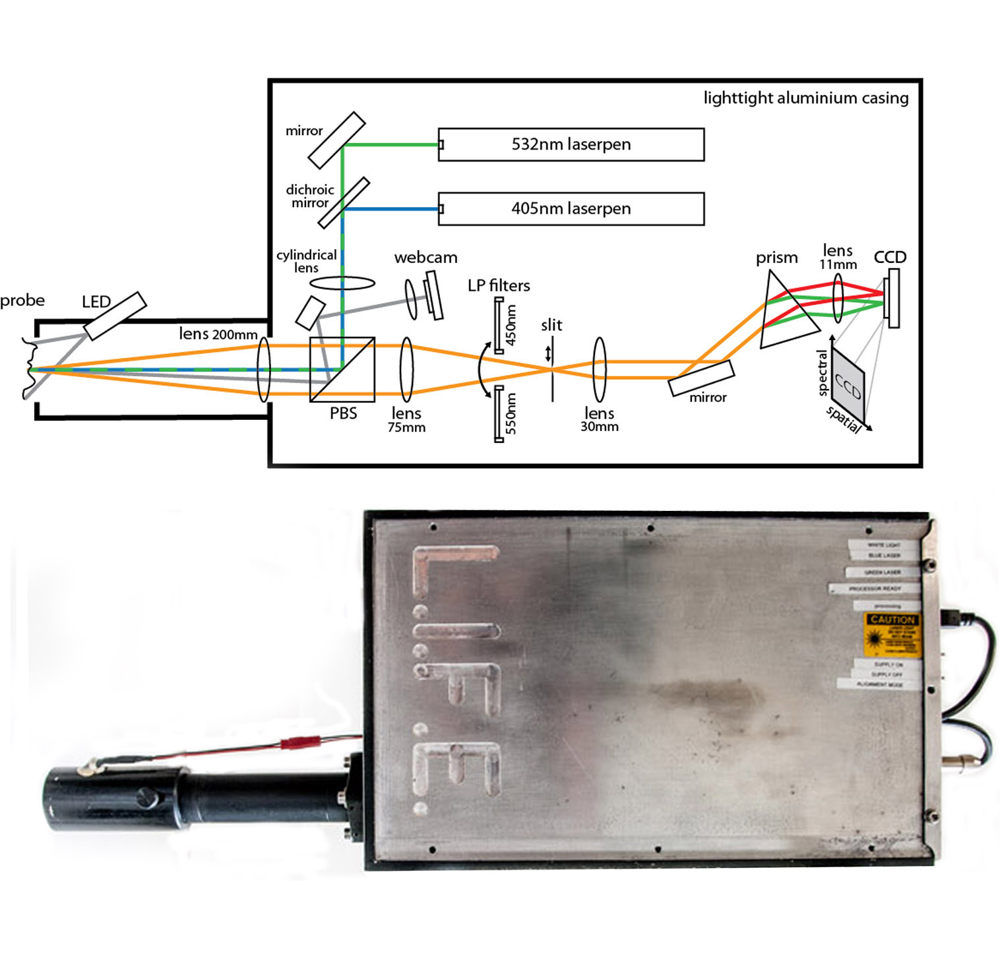 lighttight aluminium casing
mirror
532nm laserpen
dichroic
mirror
405nm laserpen
cylindrical
lens
webcam
LP filters
450nm
slit
prism
lens
11mm
CCD
probe
LED
lens 200mm
PBS
lens
75mm
550nm
lens
30mm
mirror
spectral
CCD
spatial
L.I.F.E.
WHITE LIGHT
BLUE LASER
GREEN LASER
PROCESSOR READY
processing
CAUTION
SUPPLY ON
SUPPLY OFF
ALIGNMENT MODE